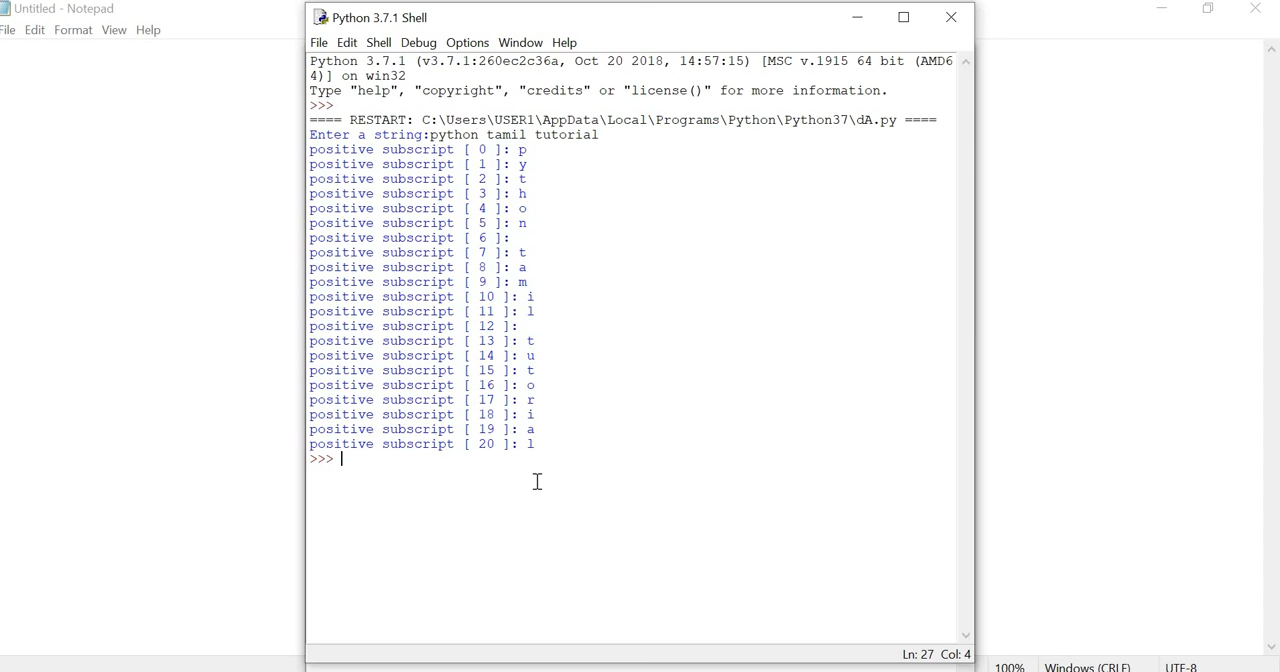 Untitled - Notepad
File Edit Format View Help
Python 3.7.1 Shell
File Edit Shell Debug Options Window Help
Python 3.7.1 (v3.7.1:260ec2c36a, Oct 20 2018, 14:57:15) [MSC v.1915 64 bit (AMD6
4)] on win32
Type "help", "copyright", "credits" or "license()" for more information.
>>>
==== RESTART: C:\Users\USER1\AppData\Local\Programs\Python\Python37\dA.py ====
Enter a string:python tamil tutorial
positive subscript [ 0 ]: p
positive subscript [ 1 ]: y
positive subscript [ 2 ]: t
positive subscript [ 3 ]: h
positive subscript [ 4 ]: o
positive subscript [ 5 ]: n
positive subscript [ 6 ]:
positive subscript [ 7 ]: t
positive subscript [ 8 ]: a
positive subscript [ 9 ]: m
positive subscript [ 10 ]: i
positive subscript [ 11 ]: l
positive subscript [ 12 ]:
positive subscript [ 13 ]: t
positive subscript [ 14 ]: u
positive subscript [ 15 ]: t
positive subscript [ 16 ]: o
positive subscript [ 17 ]: r
positive subscript [ 18 ]: i
positive subscript [ 19 ]: a
positive subscript [ 20 ]: l
>>>
Ln: 27 Col: 4
100% Windows (CRLF) UTF-8